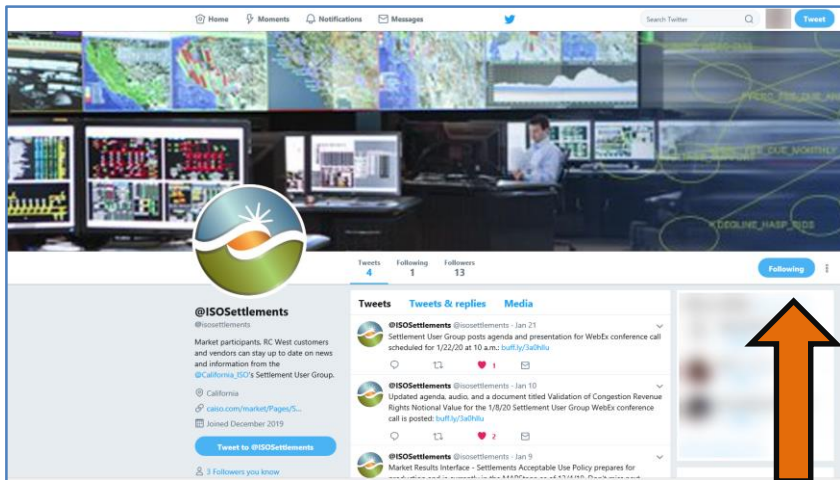 Home Moments Notifications Messages Search Twitter Tweet
Tweets Following Followers
4 1 13
Following
@ISOSettlements
@isosettlements
Market participants, RC West customers
and vendors can stay up to date on news
and information from the
@California_ISO's Settlement User Group.
California
caiso.com/market/Pages/S...
Joined December 2019
Tweet to @ISOSettlements
3 Followers you know
Tweets Tweets & replies Media
@ISOSettlements @isosettlements - Jan 21
Settlement User Group posts agenda and presentation for WebEx conference call
scheduled for 1/22/20 at 10 a.m.: buff.ly/3a0hIlu
1
@ISOSettlements @isosettlements - Jan 10
Updated agenda, audio, and a document titled Validation of Congestion Revenue
Rights Notional Value for the 1/8/20 Settlement User Group WebEx conference
call is posted: buff.ly/3a0hIlu
2
@ISOSettlements @isosettlements - Jan 9
Market Results Interface - Settlements Acceptable Use Policy prepares for